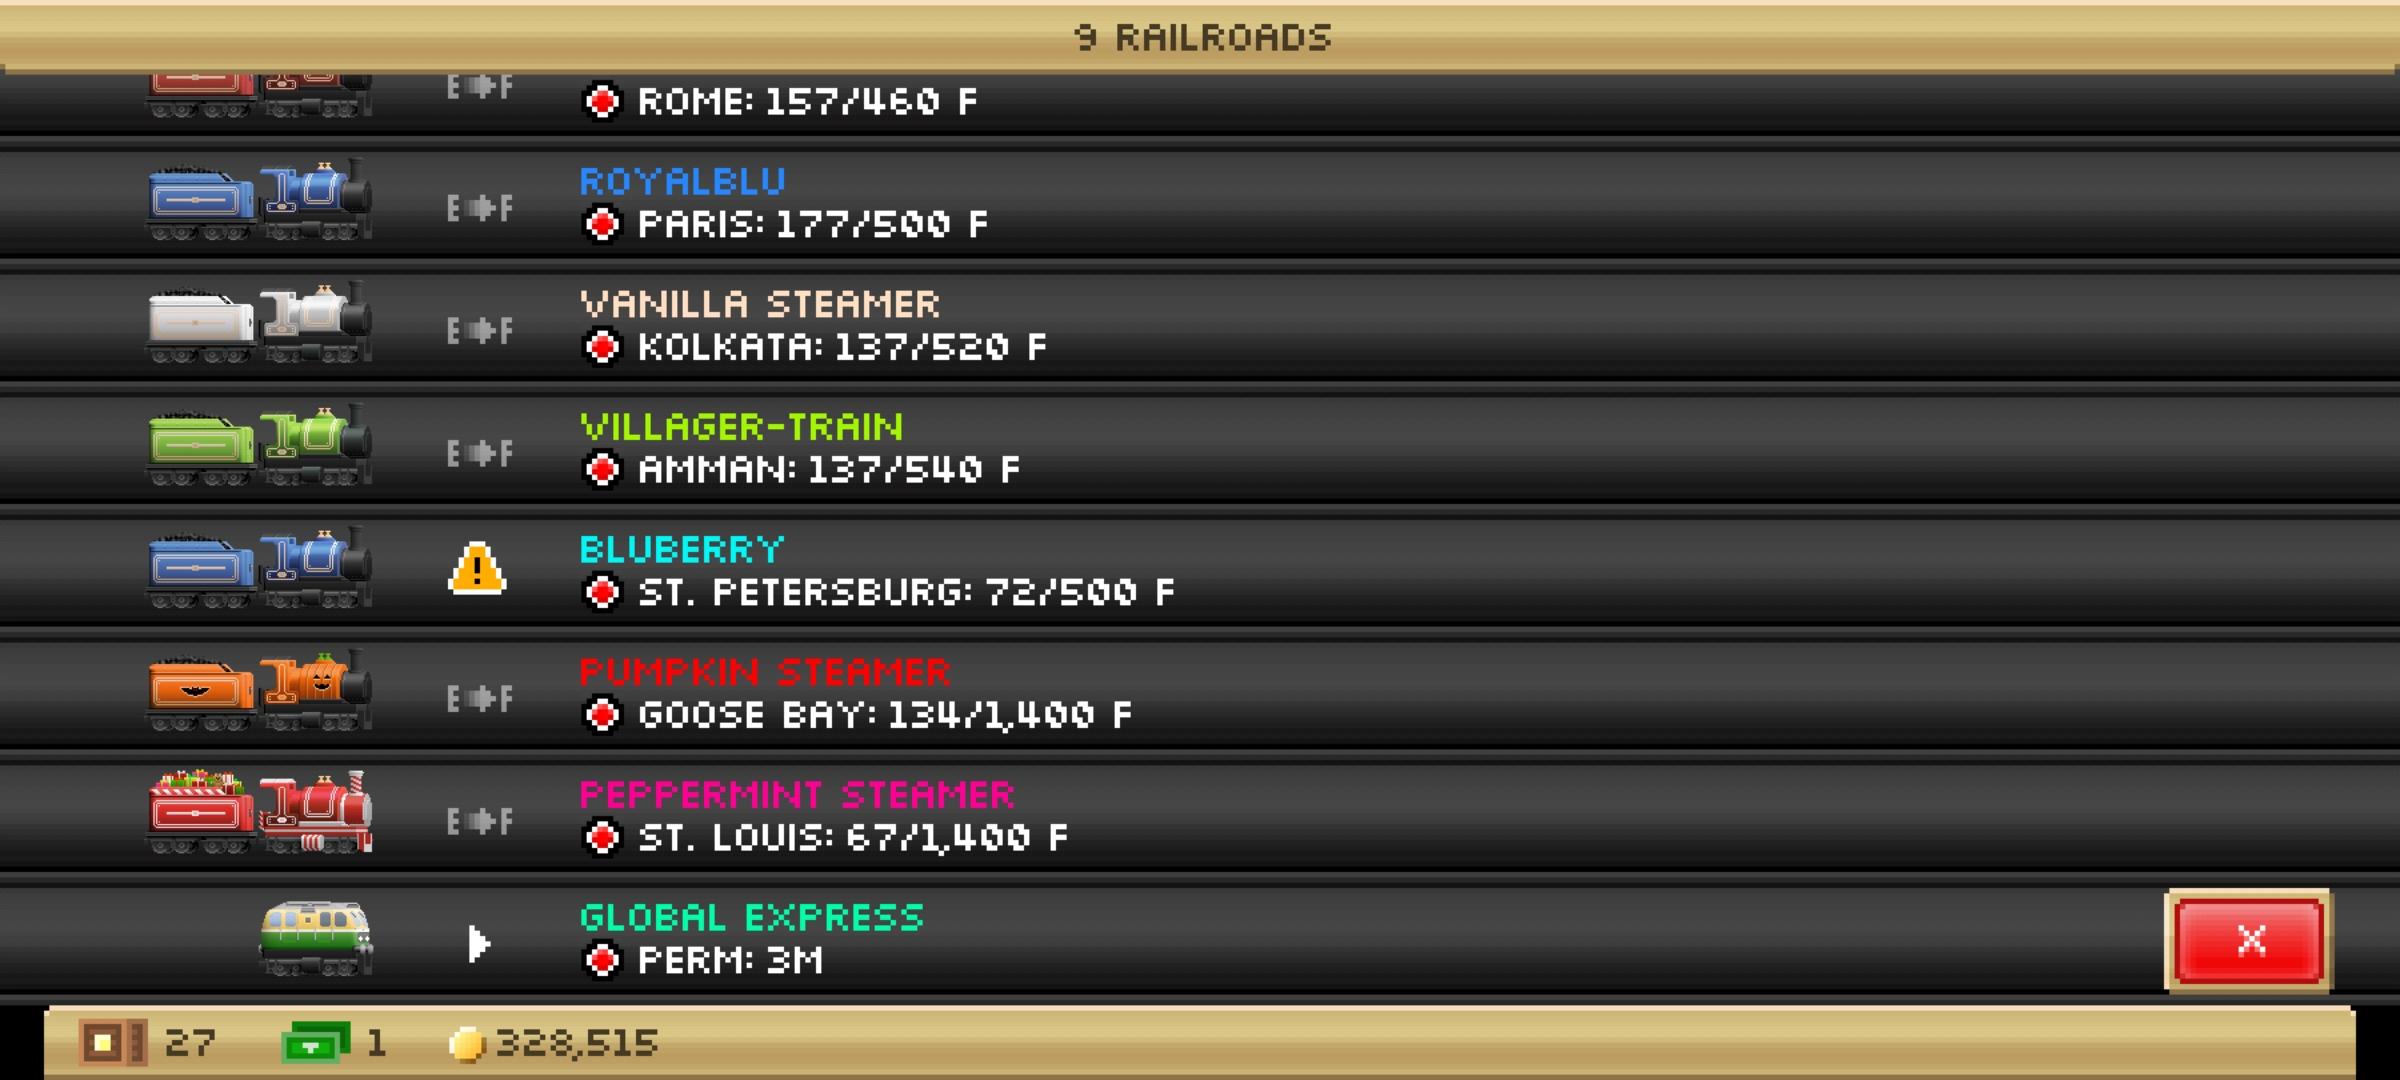 9 RAILROADS
E F
ROME: 157/460 F
ROYALBLU
E F
PARIS: 177/500 F
VANILLA STEAMER
E F
KOLKATA: 137/520 F
VILLAGER-TRAIN
E F
AMMAN: 137/540 F
BLUBERRY
!
ST. PETERSBURG: 72/500 F
PUMPKIN STEAMER
E F
GOOSE BAY: 134/1,400 F
PEPPERMINT STEAMER
E F
ST. LOUIS: 67/1,400 F
GLOBAL EXPRESS
PERM: 3M
X
27 1 328,515